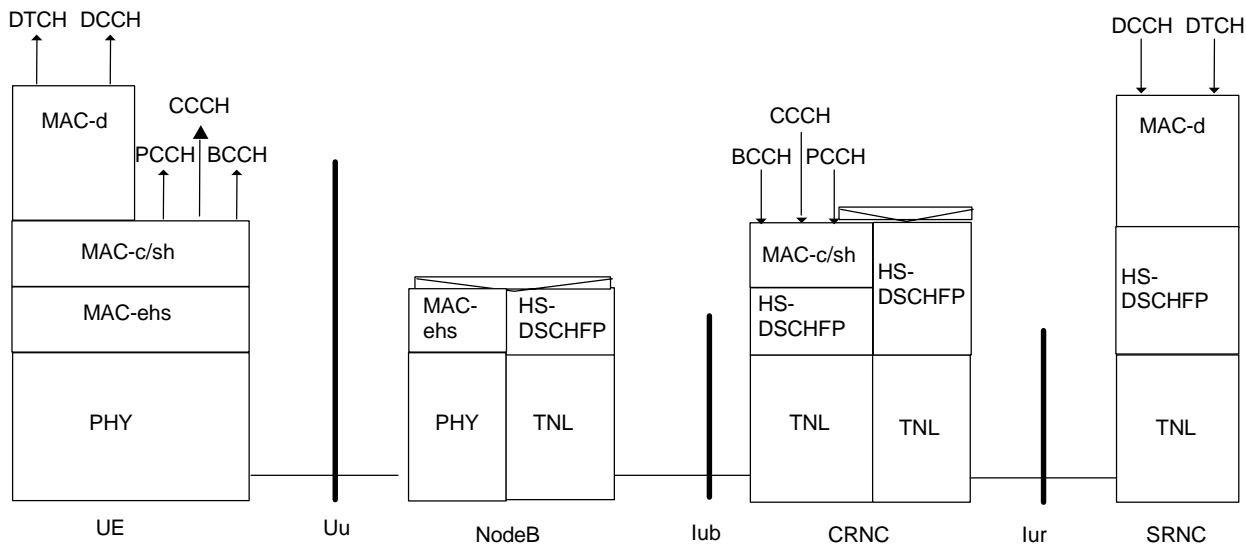 DTCH DCCH
DCCH DTCH
MAC-d
CCCH
PCCH
BCCH
CCCH
BCCH
PCCH
MAC-d
MAC-c/sh
MAC-ehs
MAC-
ehs
HS-
DSCHFP
MAC-c/sh
HS-
DSCHFP
HS-
DSCHFP
HS-
DSCHFP
PHY
PHY
TNL
TNL
TNL
TNL
UE
Uu
NodeB
Iub
CRNC
Iur
SRNC